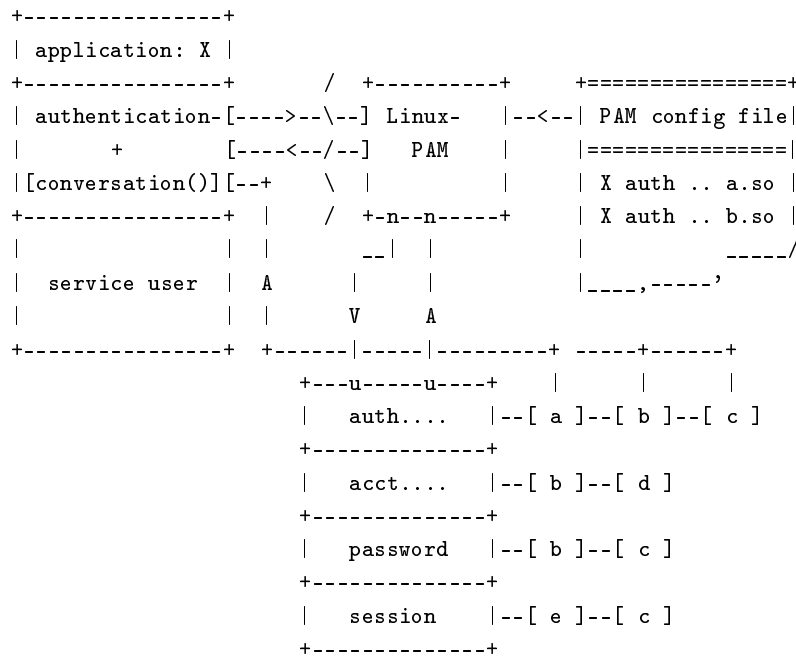 +----------------+
| application: X |
+----------------+       /  +----------+     +================+
| authentication-[---->--\--] Linux-   |--<--| PAM config file|
|       +        [----<--/--]   PAM    |     |================|
|[conversation()][--+    \  |          |     | X auth .. a.so |
+----------------+  |    /  +-n--n-----+     | X auth .. b.so |
|                |  |       __|  |           |           _____/
|  service user  |  A      |     |           |____,-----'
|                |  |      V     A
+----------------+  +------|-----|---------+ -----+------+
                       +---u-----u----+    |      |      |
                       |   auth....   |--[ a ]--[ b ]--[ c ]
                       +--------------+
                       |   acct....   |--[ b ]--[ d ]
                       +--------------+
                       |   password   |--[ b ]--[ c ]
                       +--------------+
                       |   session    |--[ e ]--[ c ]
                       +--------------+